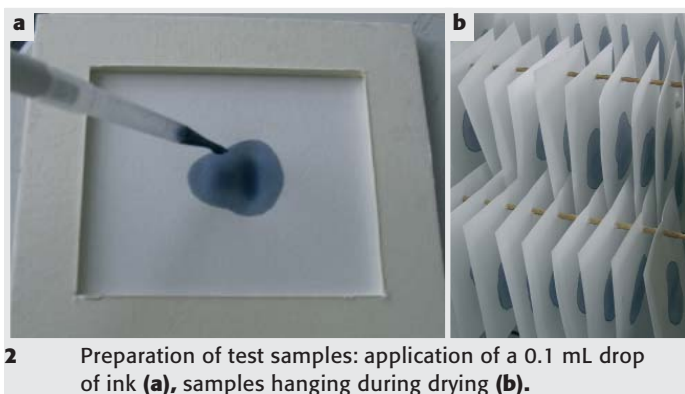 a
b
2 Preparation of test samples: application of a 0.1 mL drop
of ink (a), samples hanging during drying (b).